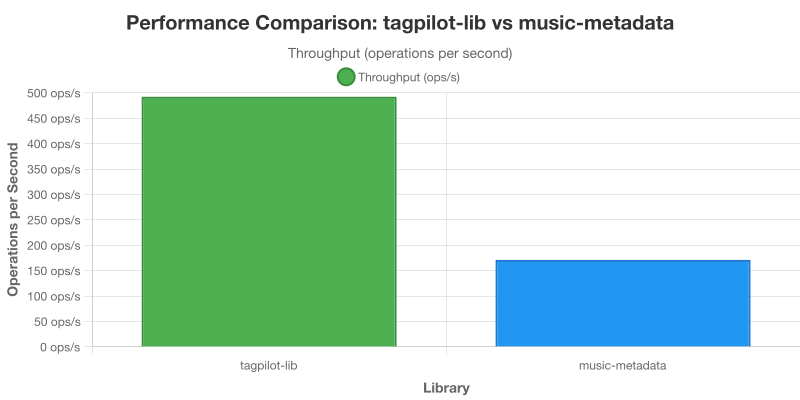 Performance Comparison: tagpilot-lib vs music-metadata
Throughput (operations per second)
Throughput (ops/s)
Operations per Second
500 ops/s
450 ops/s
400 ops/s
350 ops/s
300 ops/s
250 ops/s
200 ops/s
150 ops/s
100 ops/s
50 ops/s
0 ops/s
tagpilot-lib
music-metadata
Library